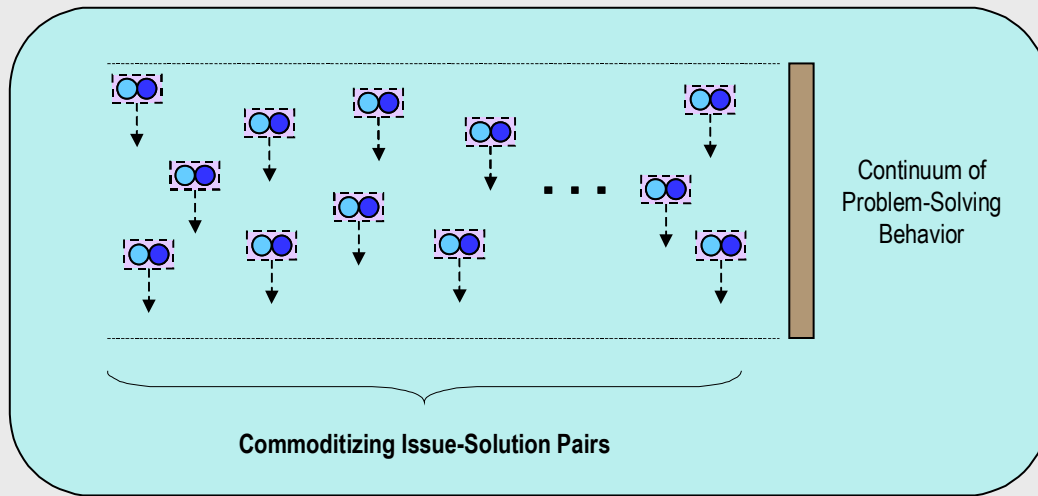 Continuum of
Problem-Solving
Behavior
Commoditizing Issue-Solution Pairs